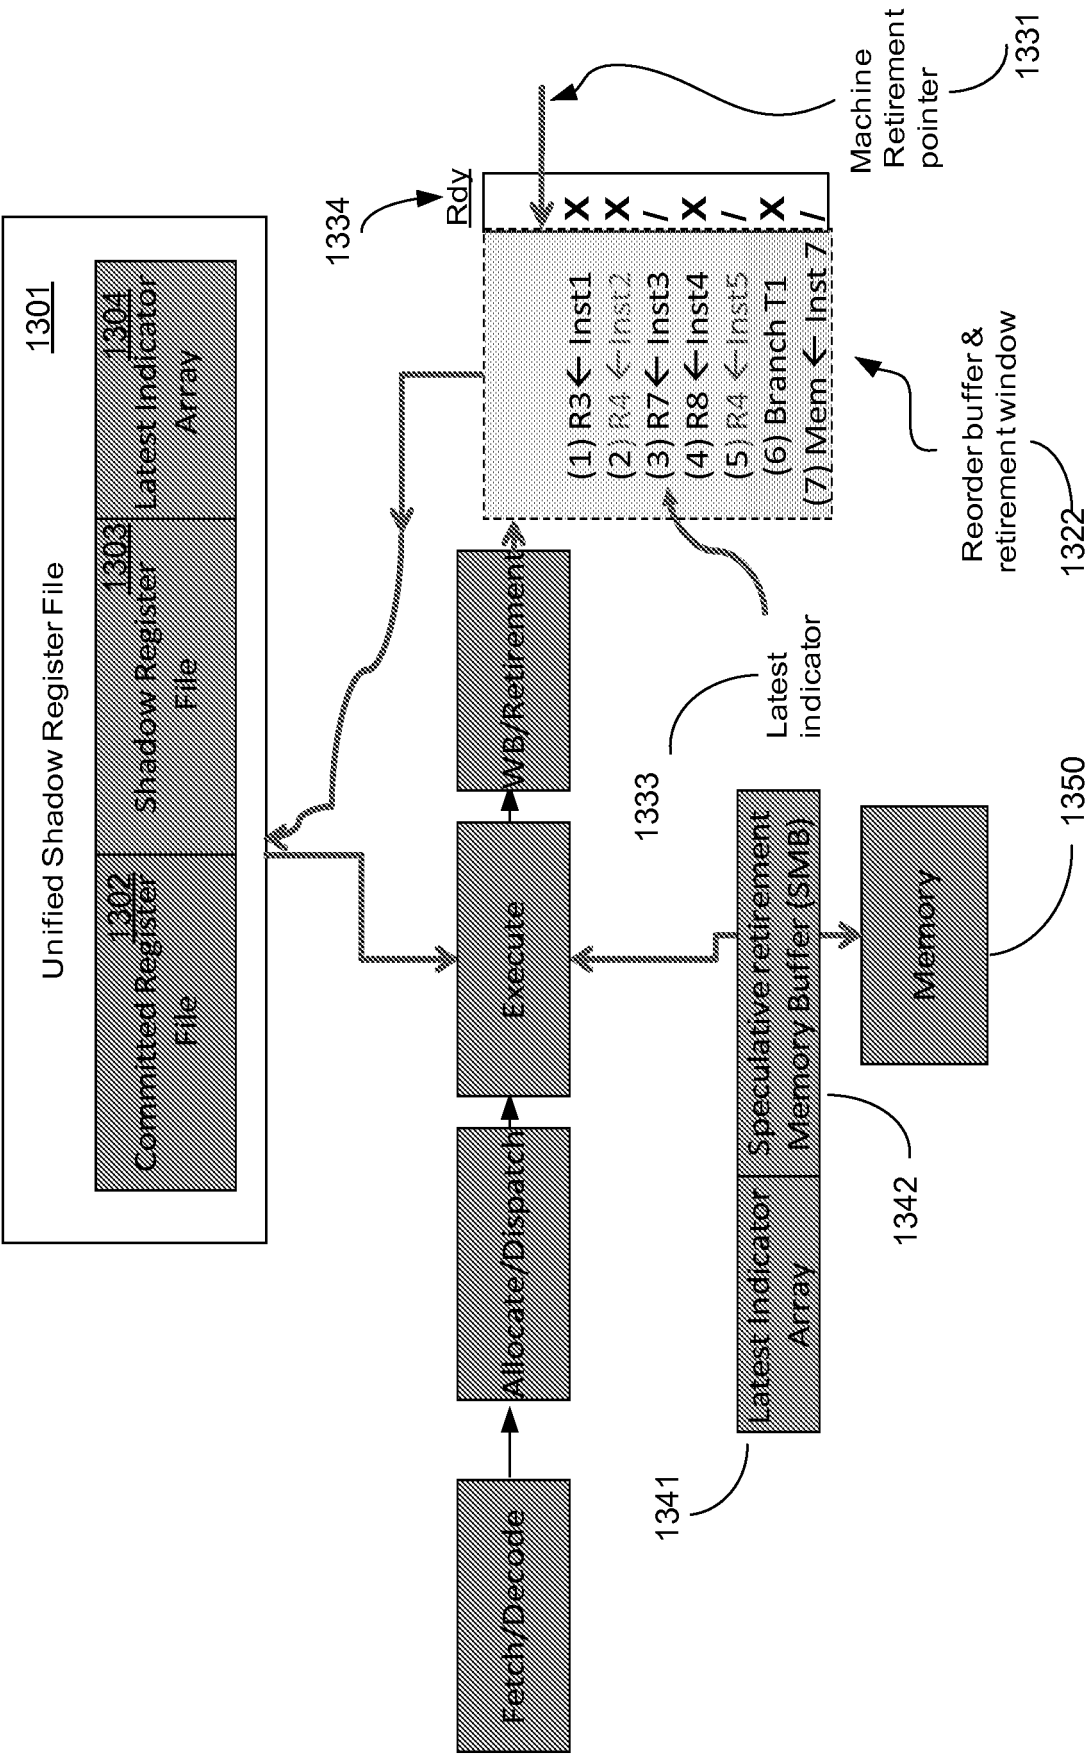 Unified Shadow Register File
1301
Committed Register
File
1302
Shadow Register
File
1303
Latest Indicator
Array
1304
Fetch/Decode
Allocate/Dispatch
Execute
WB/Retirement
1334
Rdy
(1) R3← Inst1 X
(2) R4 ←Inst2 X
(3) R7← Inst3 /
(4) R8 ← Inst4 X
(5) R4 ←Inst5 /
(6) Branch T1 X
(7) Mem ← Inst 7 /
Machine
Retirement
pointer
1331
Latest
indicator
1333
Reorder buffer &
retirement window
1322
1341
Latest Indicator
Array
Speculative retirement
Memory Buffer (SMB)
1342
Memory
1350